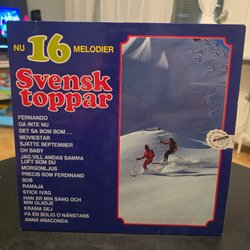 NU 16 MELODIER
Svensk
toppar
FERNANDO
GÅ INTE NU
DET SA BOM BOM...
MOVIESTAR
SJÄTTE SEPTEMBER
OH BABY
JAG VILL ANDAS SAMMA
LUFT SOM DU
MORGONLJUS
PRECIS SOM FERDINAND
SOS
RAMAJA
STICK IVÄG
HAN ÄR MIN SÅNG OCH
MIN GLÄDJE
KRAMA DEJ
PÅ EN SOLIG Ö NÅNSTANS
ANNA ANACONDA